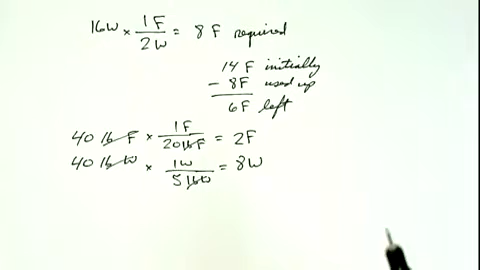 16W × 1F/2W = 8 F required
14 F initially
- 8F used up
6F left
40 lb F × 1F/20 lb F = 2F
40 lb W × 1W/5 lb W = 8W